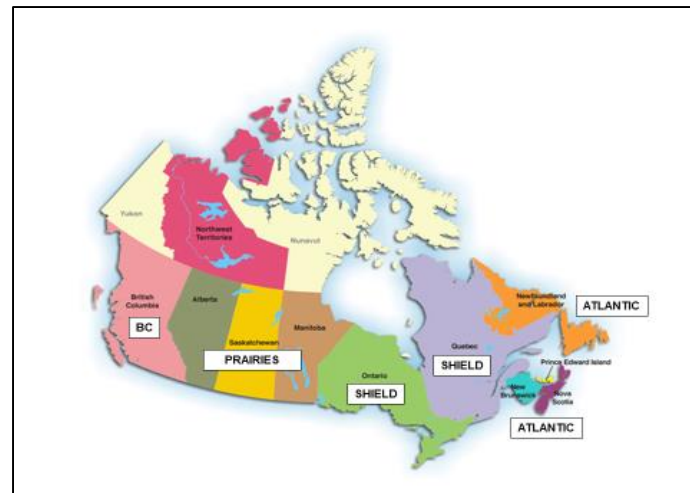 Yukon
Northwest
Territories
Nunavut
British
Columbia
BC
Alberta
Saskatchewan
PRAIRIES
Manitoba
Ontario
SHIELD
Quebec
SHIELD
Newfoundland
and Labrador
ATLANTIC
Prince Edward Island
New
Brunswick
Nova
Scotia
ATLANTIC